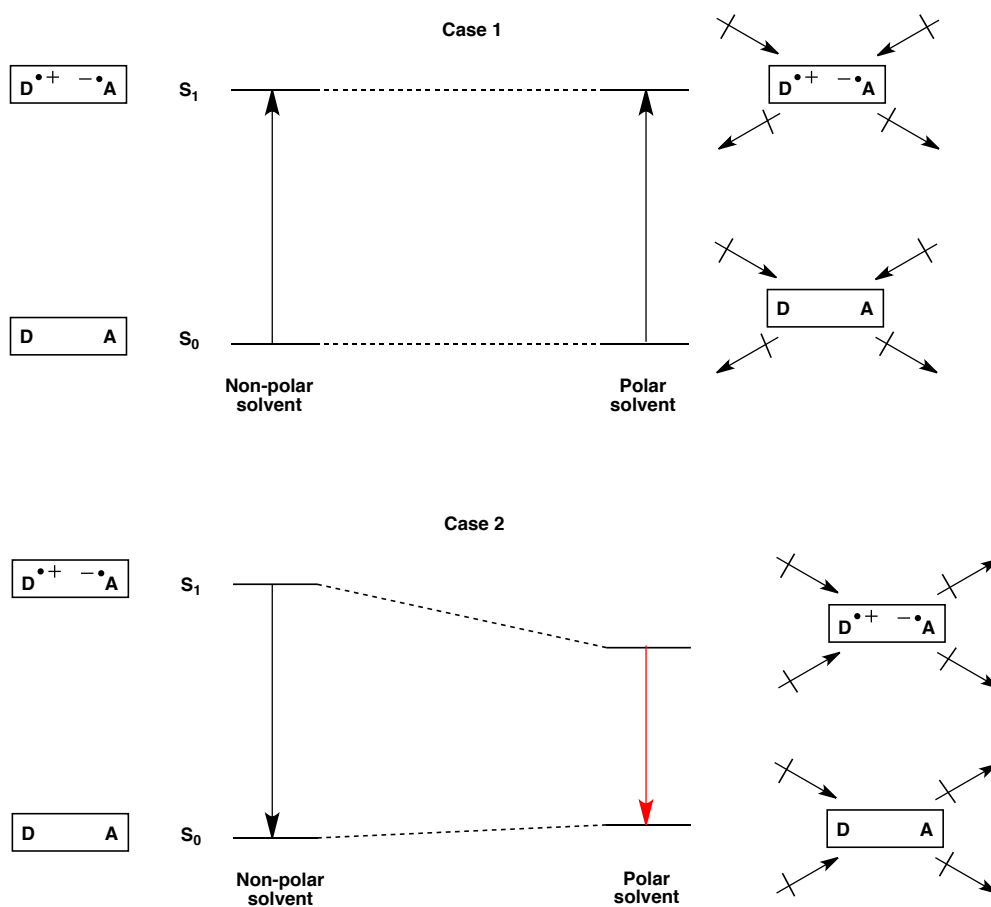 Case 1
D•+ −•A
S1
D•+ −•A
D A
S0
D A
Non-polar
solvent
Polar
solvent
Case 2
D•+ −•A
S1
D•+ −•A
D A
S0
D A
Non-polar
solvent
Polar
solvent